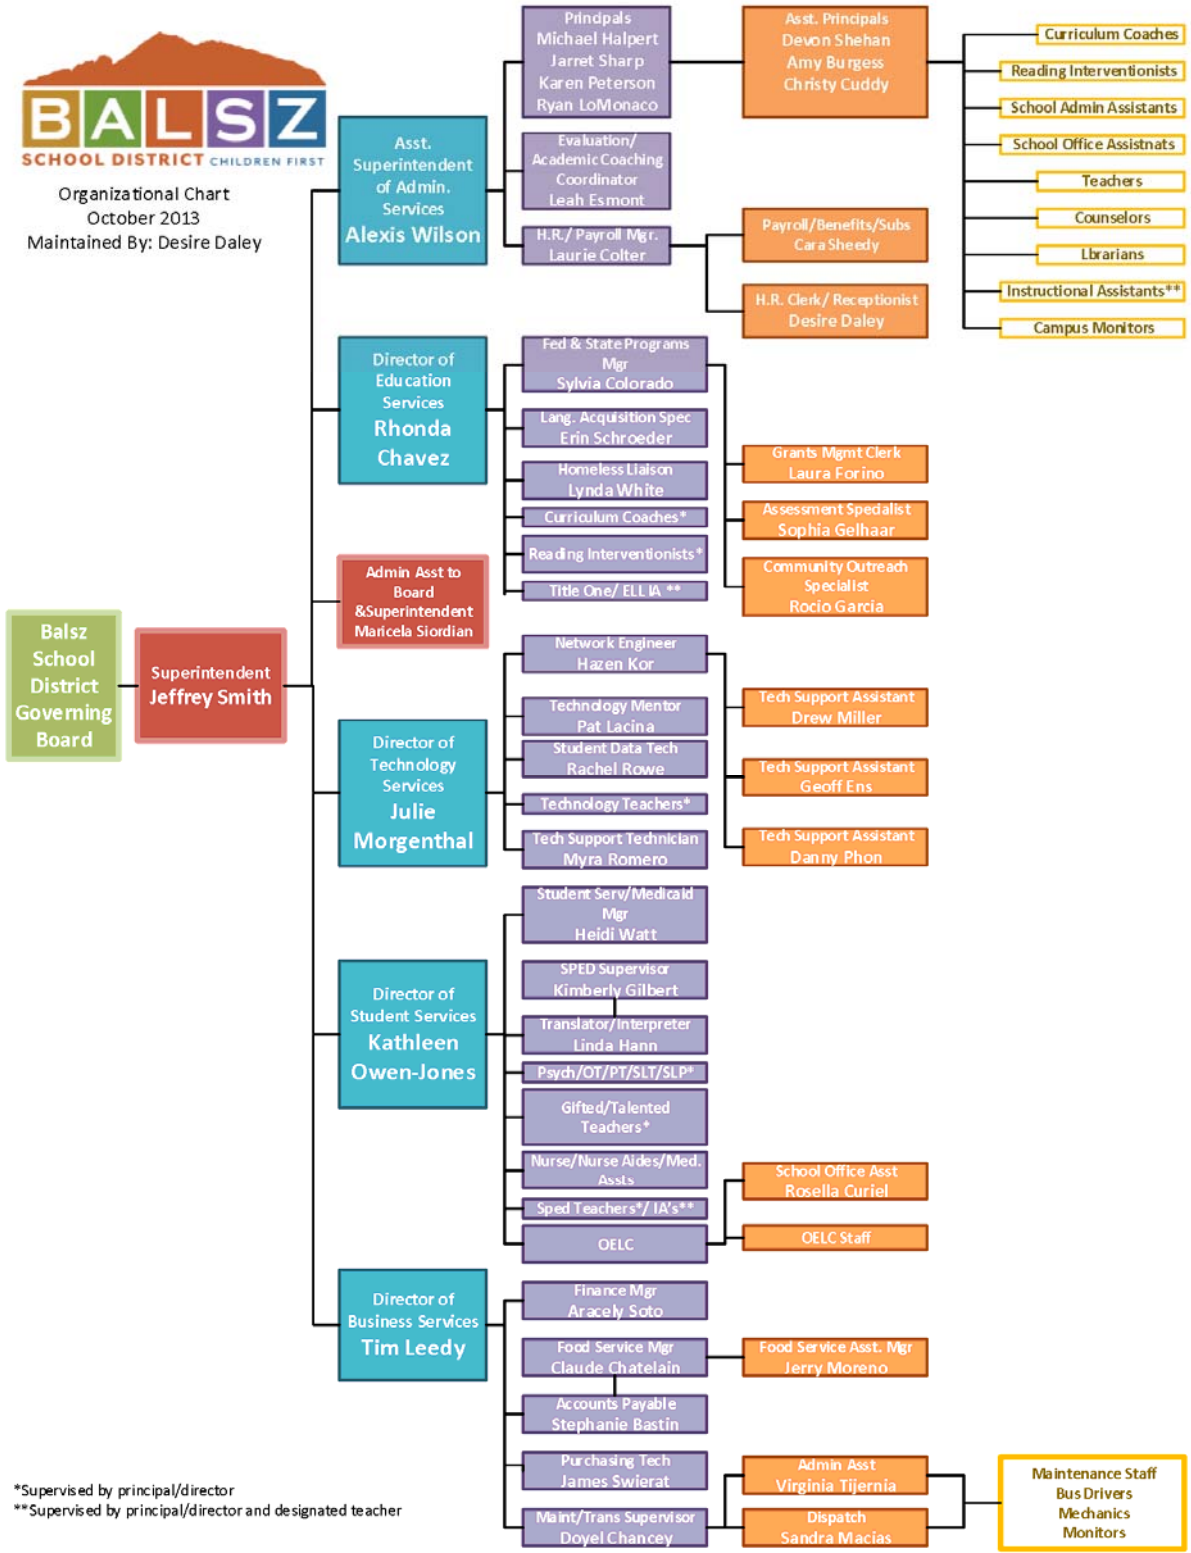 BALSZ
SCHOOL DISTRICT CHILDREN FIRST
Organizational Chart
October 2013
Maintained By: Desire Daley
Balsz
School
District
Governing
Board
Superintendent
Jeffrey Smith
Asst.
Superintendent
of Admin.
Services
Alexis Wilson
Principals
Michael Halpert
Jarret Sharp
Karen Peterson
Ryan LoMonaco
Asst. Principals
Devon Shehan
Amy Burgess
Christy Cuddy
Curriculum Coaches
Reading Interventionists
School Admin Assistants
School Office Assistnats
Teachers
Counselors
Lbrarians
Instructional Assistants**
Campus Monitors
Evaluation/
Academic Coaching
Coordinator
Leah Esmont
H.R./ Payroll Mgr.
Laurie Colter
Payroll/Benefits/Subs
Cara Sheedy
H.R. Clerk/ Receptionist
Desire Daley
Director of
Education
Services
Rhonda
Chavez
Fed & State Programs
Mgr
Sylvia Colorado
Lang. Acquisition Spec
Erin Schroeder
Homeless Liaison
Lynda White
Curriculum Coaches*
Reading Interventionists*
Title One/ ELL IA **
Grants Mgmt Clerk
Laura Forino
Assessment Specialist
Sophia Gelhaar
Community Outreach
Specialist
Rocio Garcia
Admin Asst to
Board
&Superintendent
Maricela Siordian
Director of
Technology
Services
Julie
Morgenthal
Network Engineer
Hazen Kor
Technology Mentor
Pat Lacina
Student Data Tech
Rachel Rowe
Technology Teachers*
Tech Support Technician
Myra Romero
Tech Support Assistant
Drew Miller
Tech Support Assistant
Geoff Ens
Tech Support Assistant
Danny Phon
Director of
Student Services
Kathleen
Owen-Jones
Student Serv/Medicaid
Mgr
Heidi Watt
SPED Supervisor
Kimberly Gilbert
Translator/Interpreter
Linda Hann
Psych/OT/PT/SLT/SLP*
Gifted/Talented
Teachers*
Nurse/Nurse Aides/Med.
Assts
Sped Teachers*/ IA's**
OELC
School Office Asst
Rosella Curiel
OELC Staff
Director of
Business Services
Tim Leedy
Finance Mgr
Aracely Soto
Food Service Mgr
Claude Chatelain
Food Service Asst. Mgr
Jerry Moreno
Accounts Payable
Stephanie Bastin
Purchasing Tech
James Swierat
Maint/Trans Supervisor
Doyel Chancey
Admin Asst
Virginia Tijernia
Dispatch
Sandra Macias
Maintenance Staff
Bus Drivers
Mechanics
Monitors
*Supervised by principal/director
**Supervised by principal/director and designated teacher